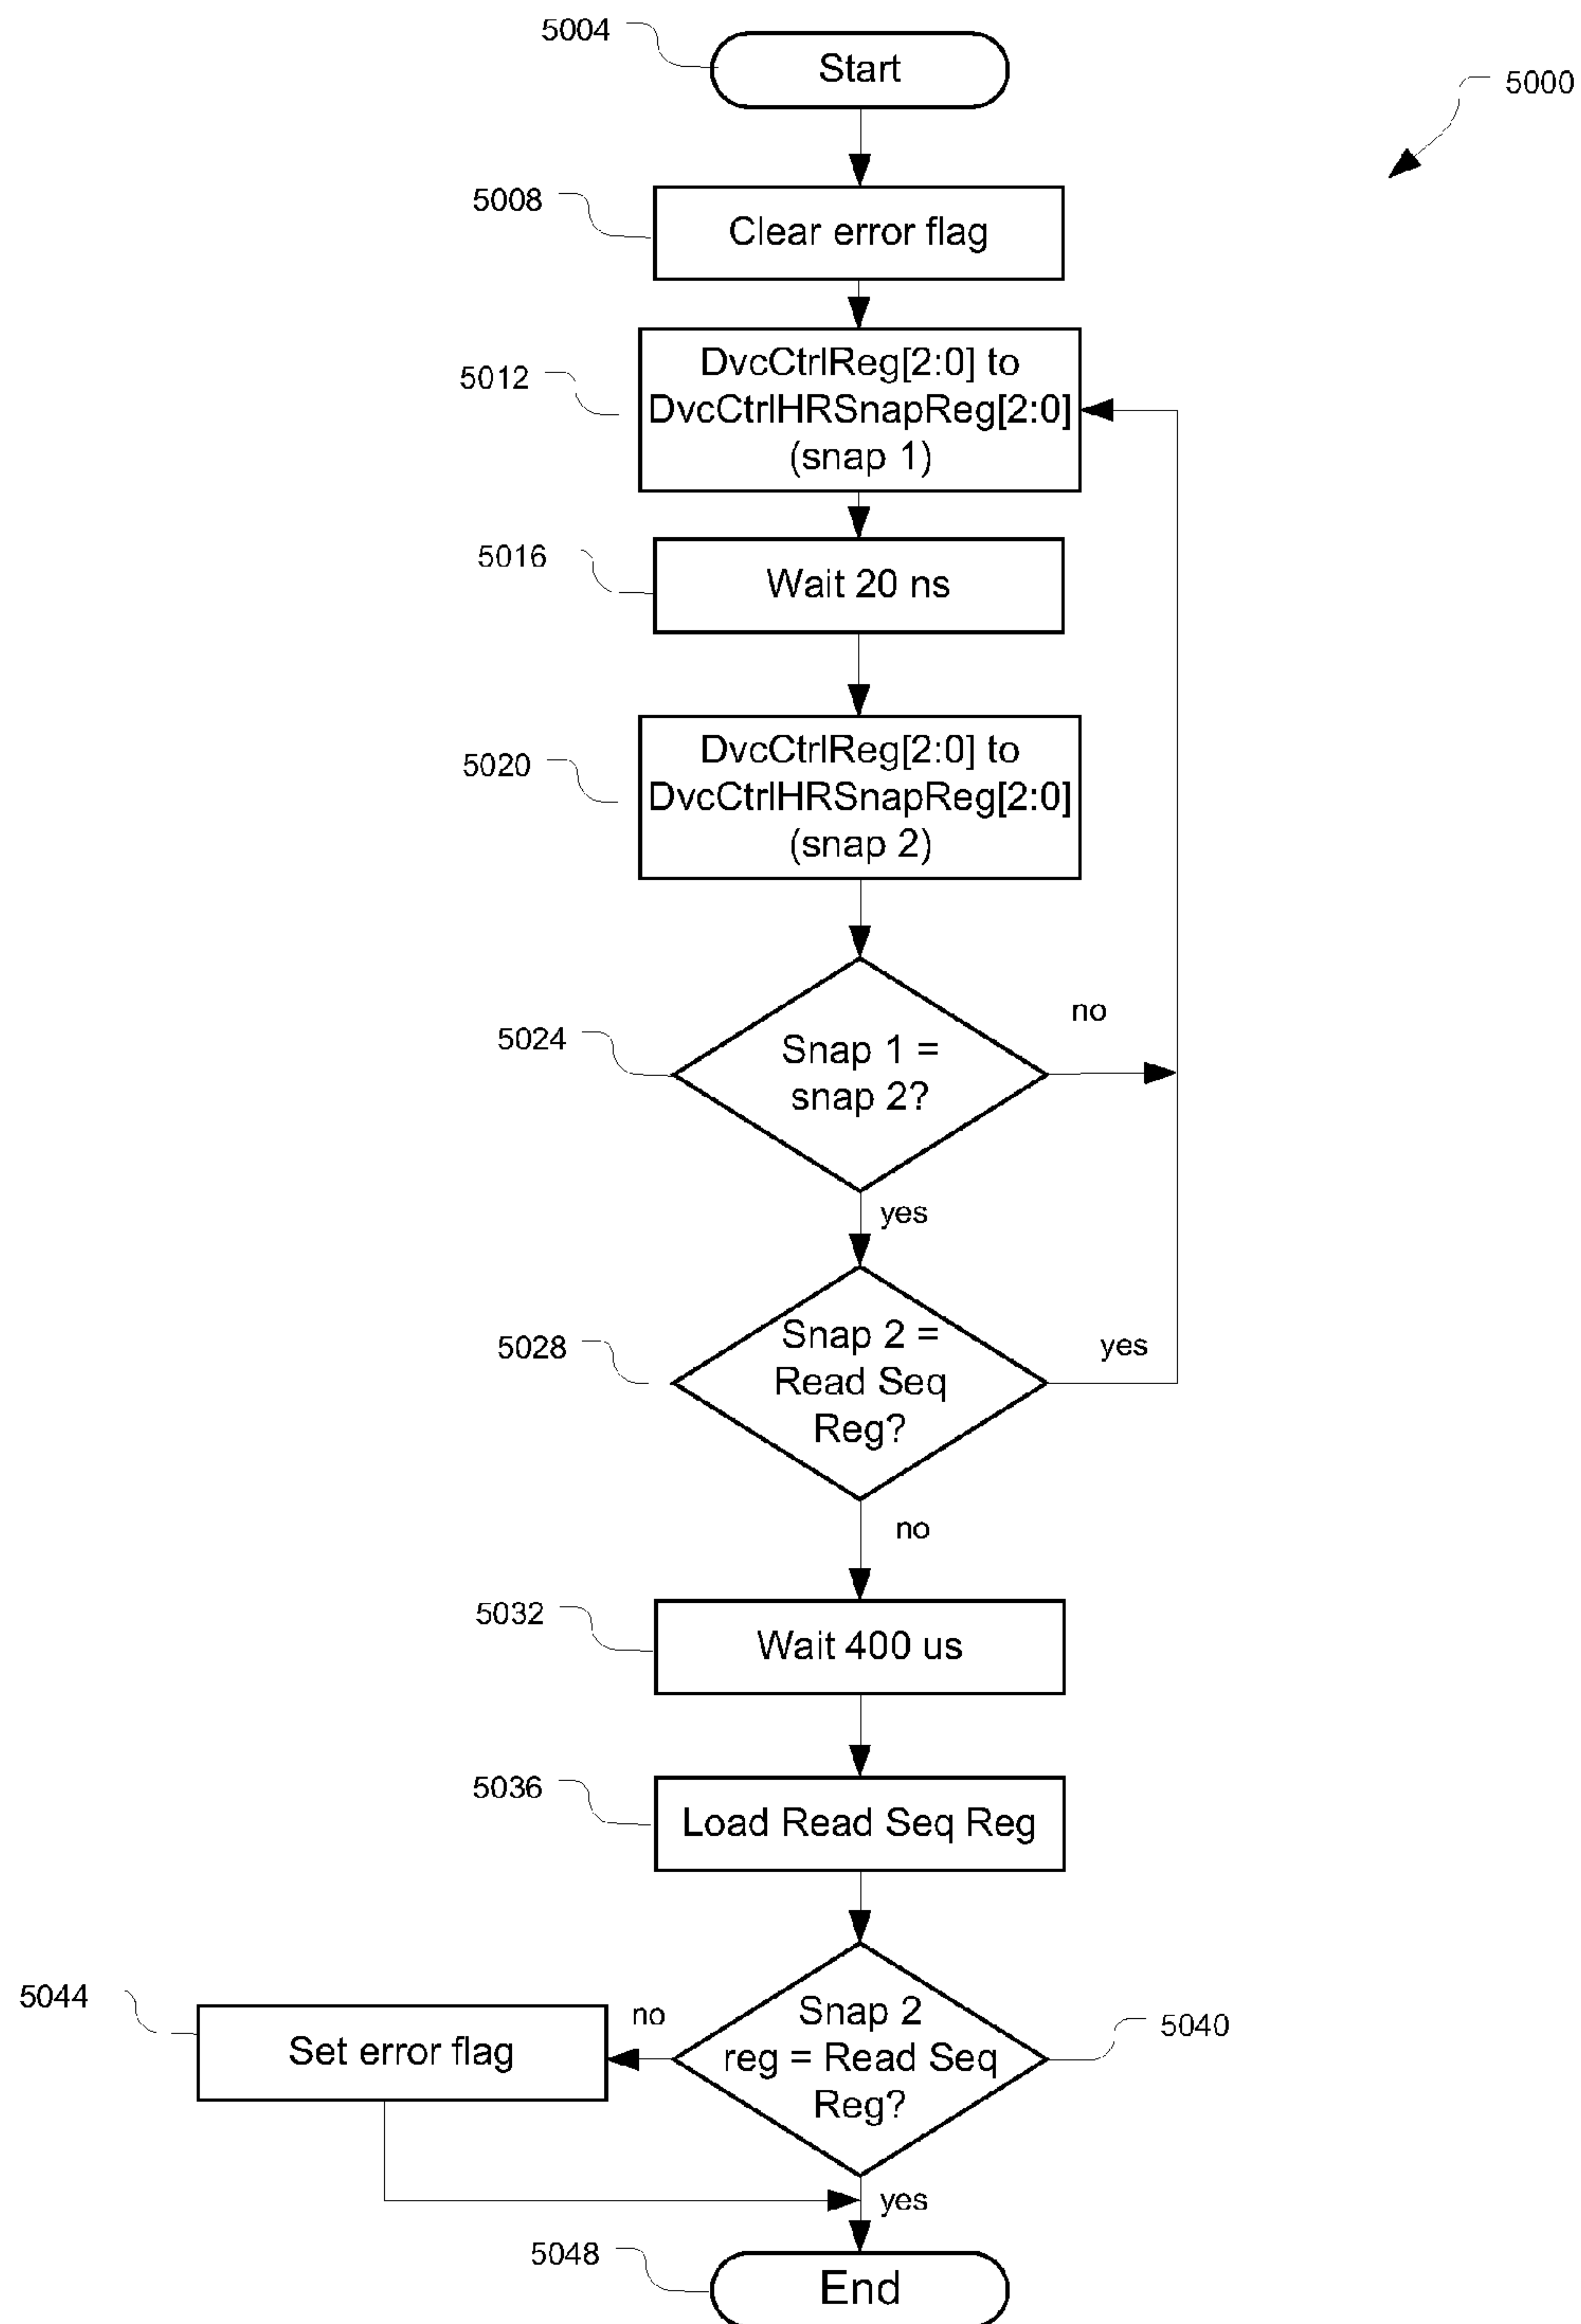 5004
Start
5000
5008
Clear error flag
5012
DvcCtrlReg[2:0] to
DvcCtrlHRSnapReg[2:0]
(snap 1)
5016
Wait 20 ns
5020
DvcCtrlReg[2:0] to
DvcCtrlHRSnapReg[2:0]
(snap 2)
5024
Snap 1 =
snap 2?
no
yes
5028
Snap 2 =
Read Seq
Reg?
yes
no
5032
Wait 400 us
5036
Load Read Seq Reg
5044
Set error flag
no
Snap 2
reg = Read Seq
Reg?
5040
yes
5048
End